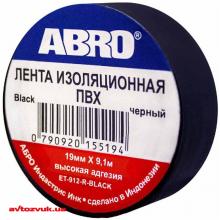 ABRO
ЛЕНТА ИЗОЛЯЦИОННАЯ
ПВХ
Black
черный
0 790920 155194
19мм X 9,1м
высокая адгезия
ET-912-R-BLACK
АБРО Индастрис Инк • сделано в Индонезии
www.avtozvuk.ua